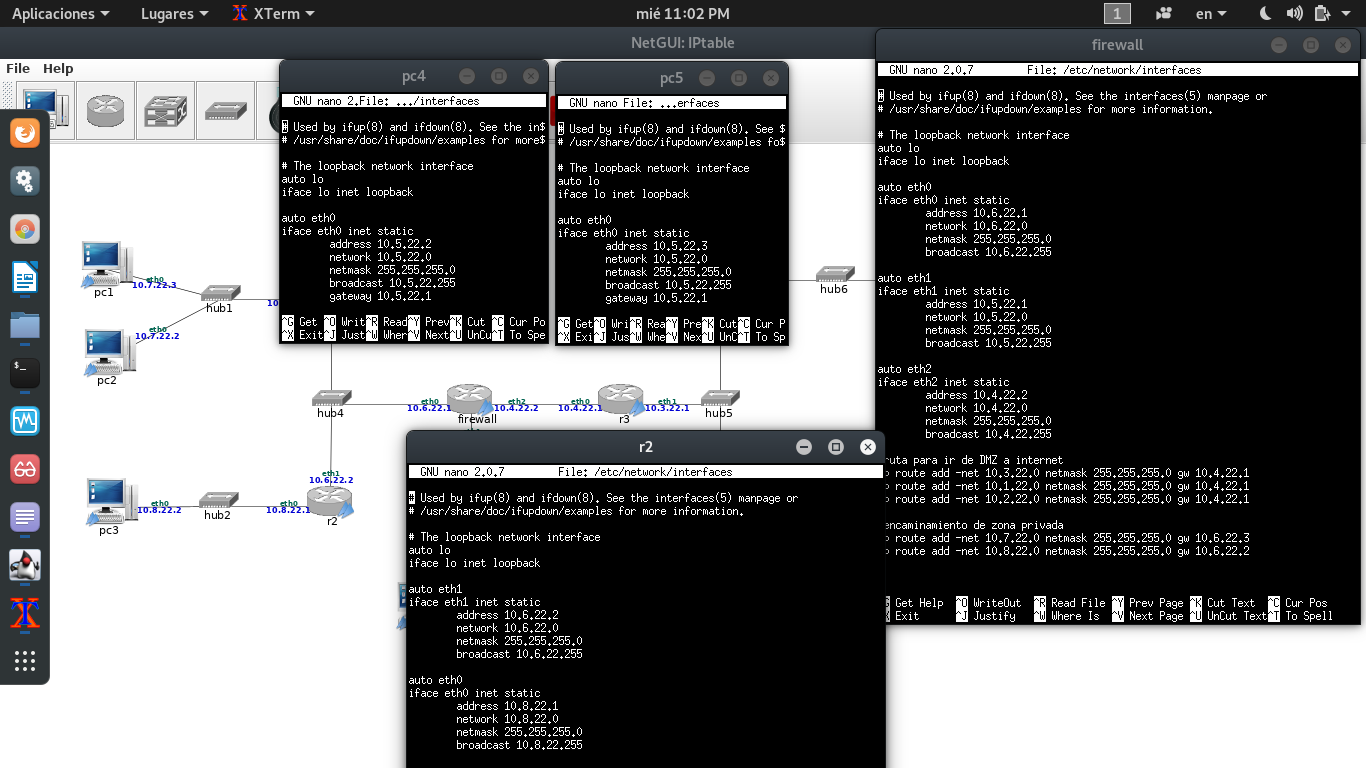 Aplicaciones Lugares XTerm mié 11:02 PM 1 en
NetGUI: IPtable
File Help
pc4
GNU nano 2.File: .../interfaces
# Used by ifup(8) and ifdown(8). See the in$
# /usr/share/doc/ifupdown/examples for more$
# The loopback network interface
auto lo
iface lo inet loopback
auto eth0
iface eth0 inet static
address 10.5.22.2
network 10.5.22.0
netmask 255.255.255.0
broadcast 10.5.22.255
gateway 10.5.22.1
^G Get ^O Writ^R Read^Y Prev^K Cut ^C Cur Po
^X Exit^J Just^W Wher^V Next^U UnCu^T To Spe
pc5
GNU nano File: ...erfaces
# Used by ifup(8) and ifdown(8). See $
# /usr/share/doc/ifupdown/examples fo$
# The loopback network interface
auto lo
iface lo inet loopback
auto eth0
iface eth0 inet static
address 10.5.22.3
network 10.5.22.0
netmask 255.255.255.0
broadcast 10.5.22.255
gateway 10.5.22.1
^G Get^O Wri^R Rea^Y Pre^K Cut^C Cur P
^X Exi^J Jus^W Whe^V Nex^U UnC^T To Sp
firewall
GNU nano 2.0.7 File: /etc/network/interfaces
# Used by ifup(8) and ifdown(8). See the interfaces(5) manpage or
# /usr/share/doc/ifupdown/examples for more information.
# The loopback network interface
auto lo
iface lo inet loopback
auto eth0
iface eth0 inet static
address 10.6.22.1
network 10.6.22.0
netmask 255.255.255.0
broadcast 10.6.22.255
auto eth1
iface eth1 inet static
address 10.5.22.1
network 10.5.22.0
netmask 255.255.255.0
broadcast 10.5.22.255
auto eth2
iface eth2 inet static
address 10.4.22.2
network 10.4.22.0
netmask 255.255.255.0
broadcast 10.4.22.255
ruta para ir de DMZ a internet
p route add -net 10.3.22.0 netmask 255.255.255.0 gw 10.4.22.1
p route add -net 10.1.22.0 netmask 255.255.255.0 gw 10.4.22.1
p route add -net 10.2.22.0 netmask 255.255.255.0 gw 10.4.22.1
encaminamiento de zona privada
p route add -net 10.7.22.0 netmask 255.255.255.0 gw 10.6.22.3
p route add -net 10.8.22.0 netmask 255.255.255.0 gw 10.6.22.2
G Get Help ^O WriteOut ^R Read File ^Y Prev Page ^K Cut Text ^C Cur Pos
X Exit ^J Justify ^W Where Is ^V Next Page ^U UnCut Text^T To Spell
eth0
10.7.22.3
pc1
hub1
10.
eth0
10.7.22.2
pc2
hub6
hub4
eth0
10.6.22.1
firewall
eth2
10.4.22.2
eth0
10.4.22.1
r3
eth1
10.3.22.1
hub5
eth1
10.6.22.2
pc3
eth0
10.8.22.2
hub2
eth0
10.8.22.1
r2
r2
GNU nano 2.0.7 File: /etc/network/interfaces
# Used by ifup(8) and ifdown(8). See the interfaces(5) manpage or
# /usr/share/doc/ifupdown/examples for more information.
# The loopback network interface
auto lo
iface lo inet loopback
auto eth1
iface eth1 inet static
address 10.6.22.2
network 10.6.22.0
netmask 255.255.255.0
broadcast 10.6.22.255
auto eth0
iface eth0 inet static
address 10.8.22.1
network 10.8.22.0
netmask 255.255.255.0
broadcast 10.8.22.255